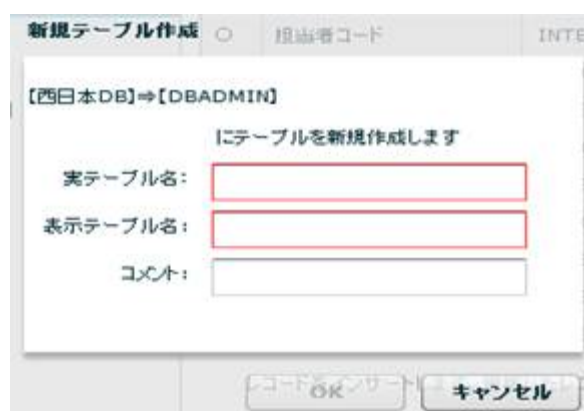 新規テーブル作成
担当者コード INTE
【西日本DB】⇒【DBADMIN】
にテーブルを新規作成します
実テーブル名：
表示テーブル名：
コメント：
OK
キャンセル